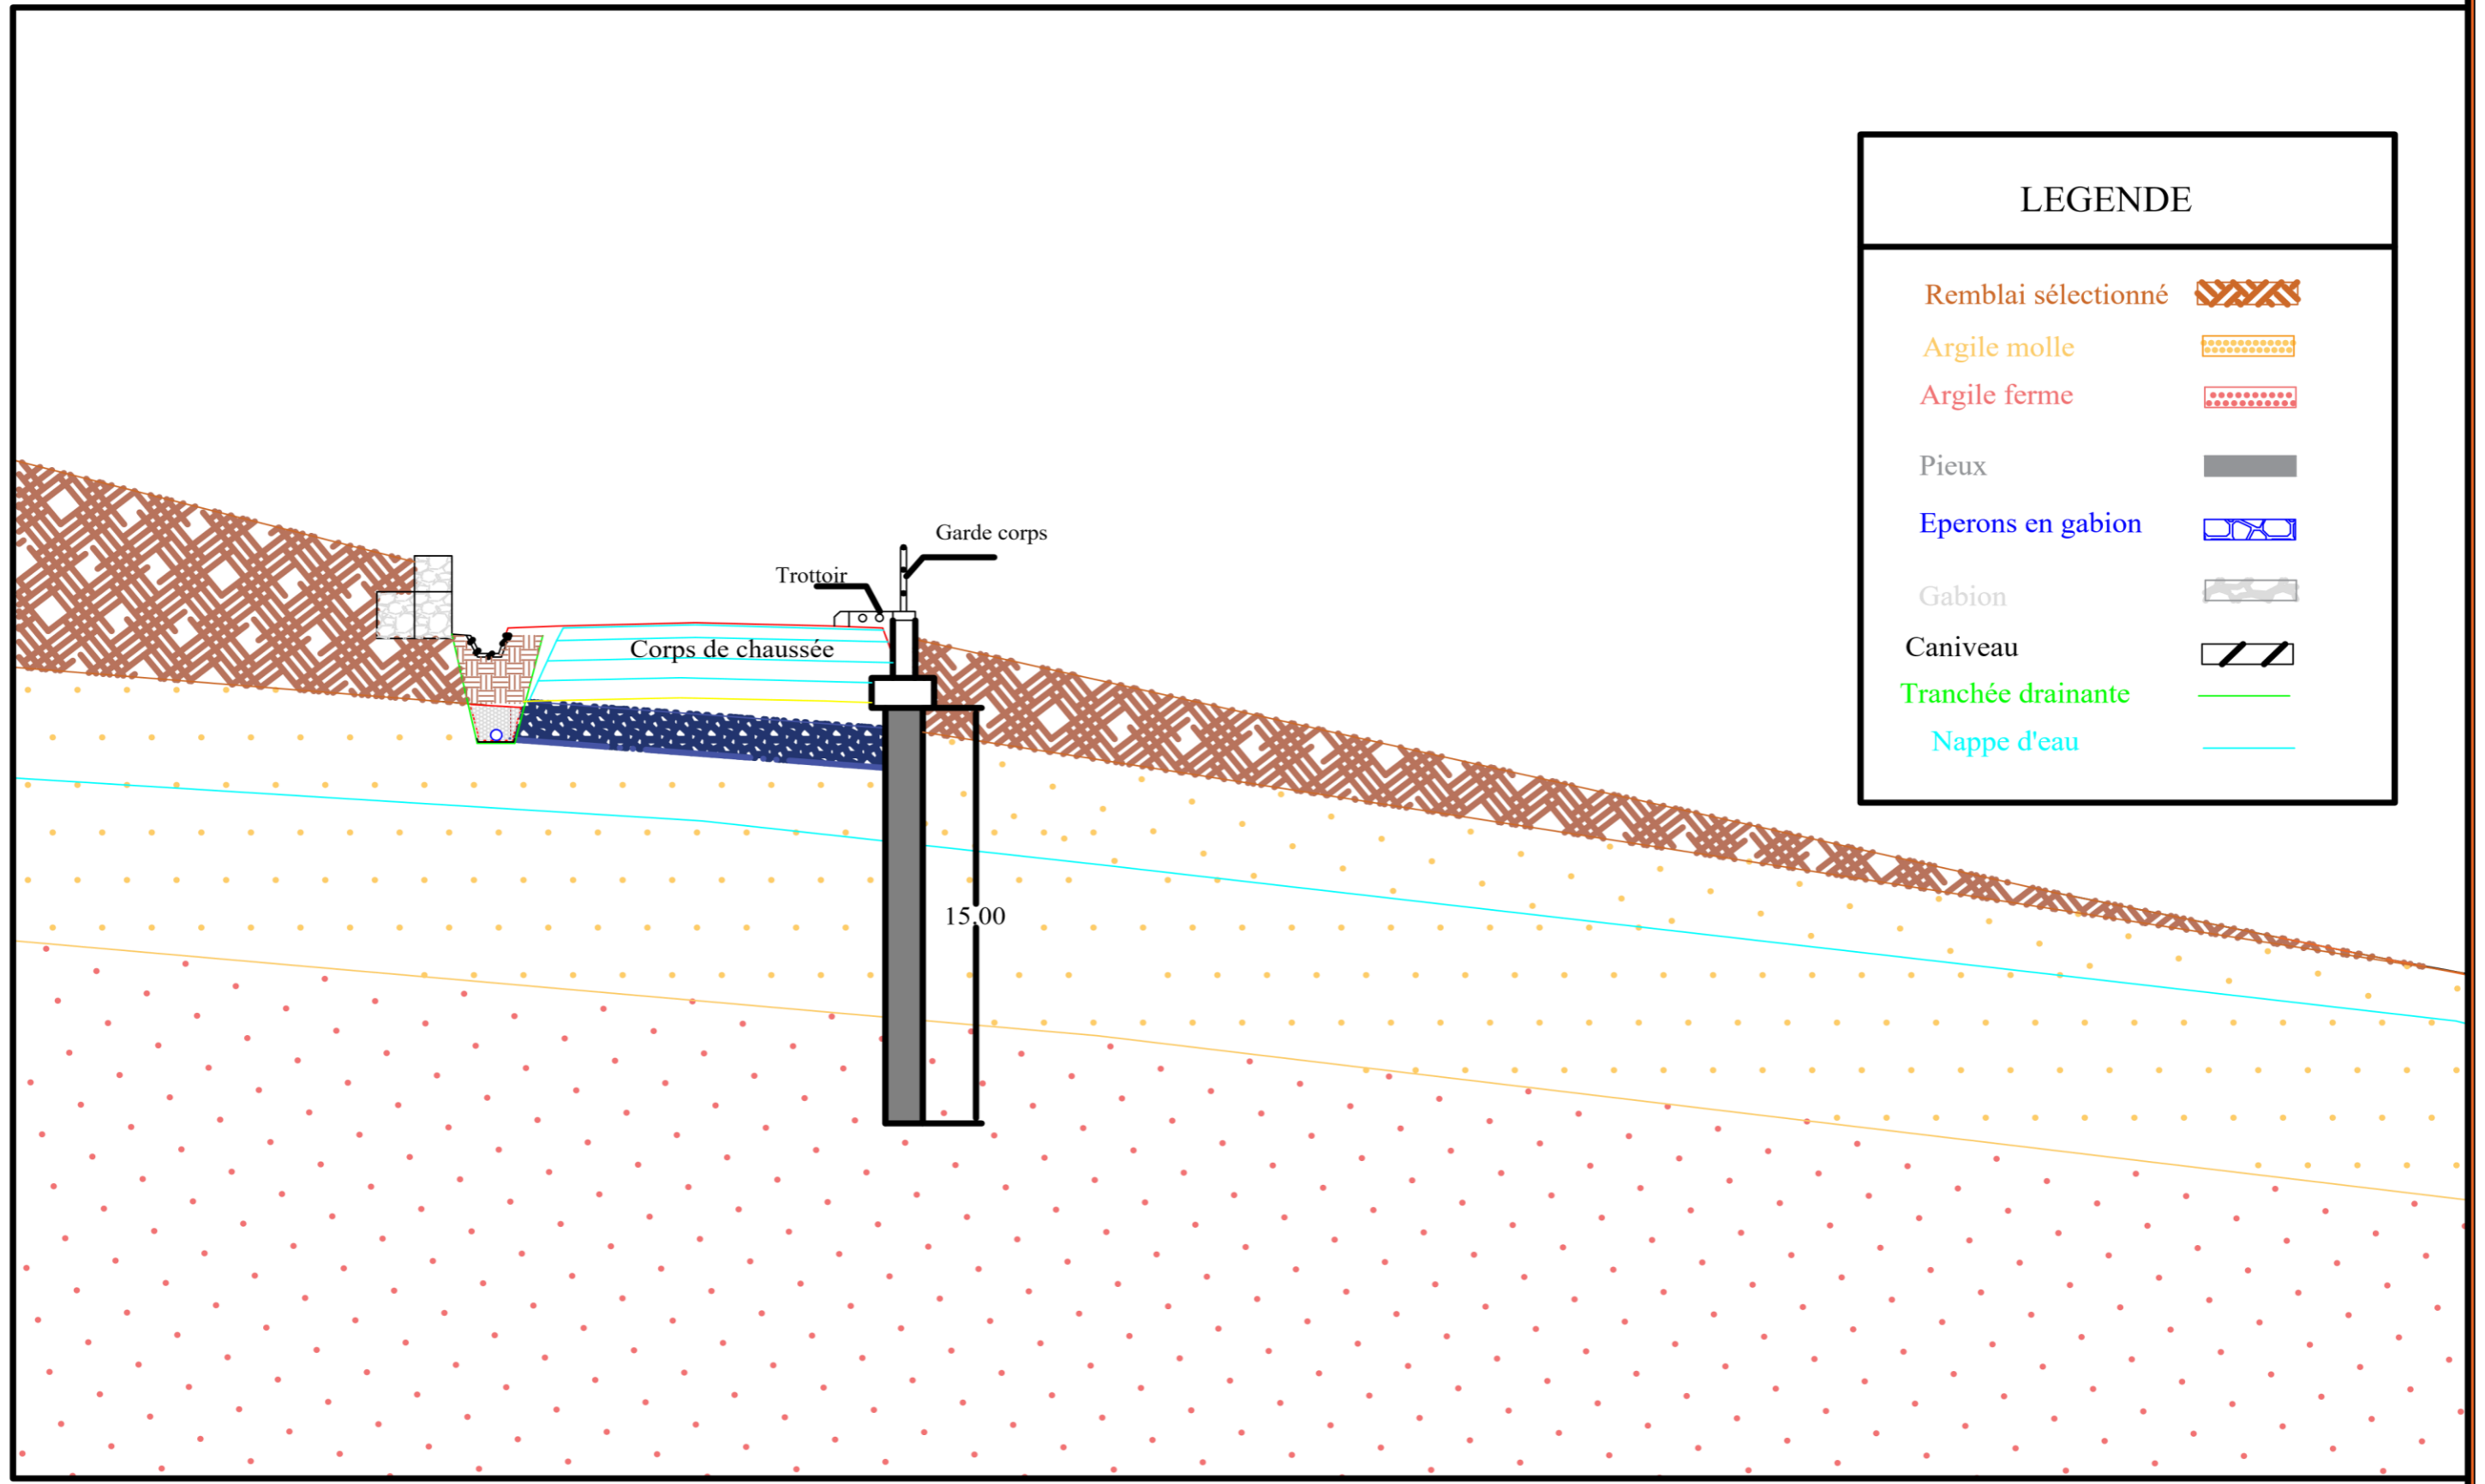 LEGENDE
Remblai sélectionné
Argile molle
Argile ferme
Pieux
Eperons en gabion
Gabion
Caniveau
Tranchée drainante
Nappe d'eau
Garde corps
Trottoir
Corps de chaussée
15.00